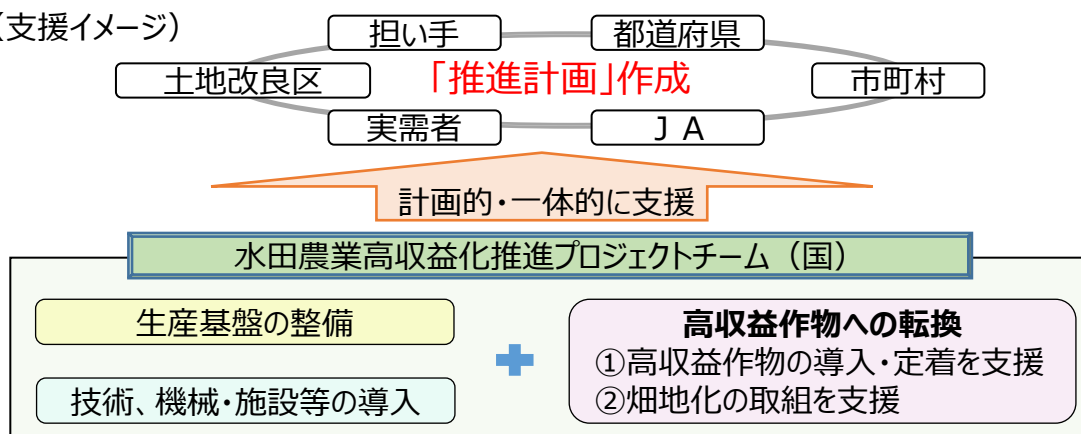 （支援イメージ）
担い手
都道府県
土地改良区
「推進計画」作成
市町村
実需者
ＪＡ
計画的・一体的に支援
水田農業高収益化推進プロジェクトチーム（国）
生産基盤の整備
技術、機械・施設等の導入
高収益作物への転換
①高収益作物の導入・定着を支援
②畑地化の取組を支援